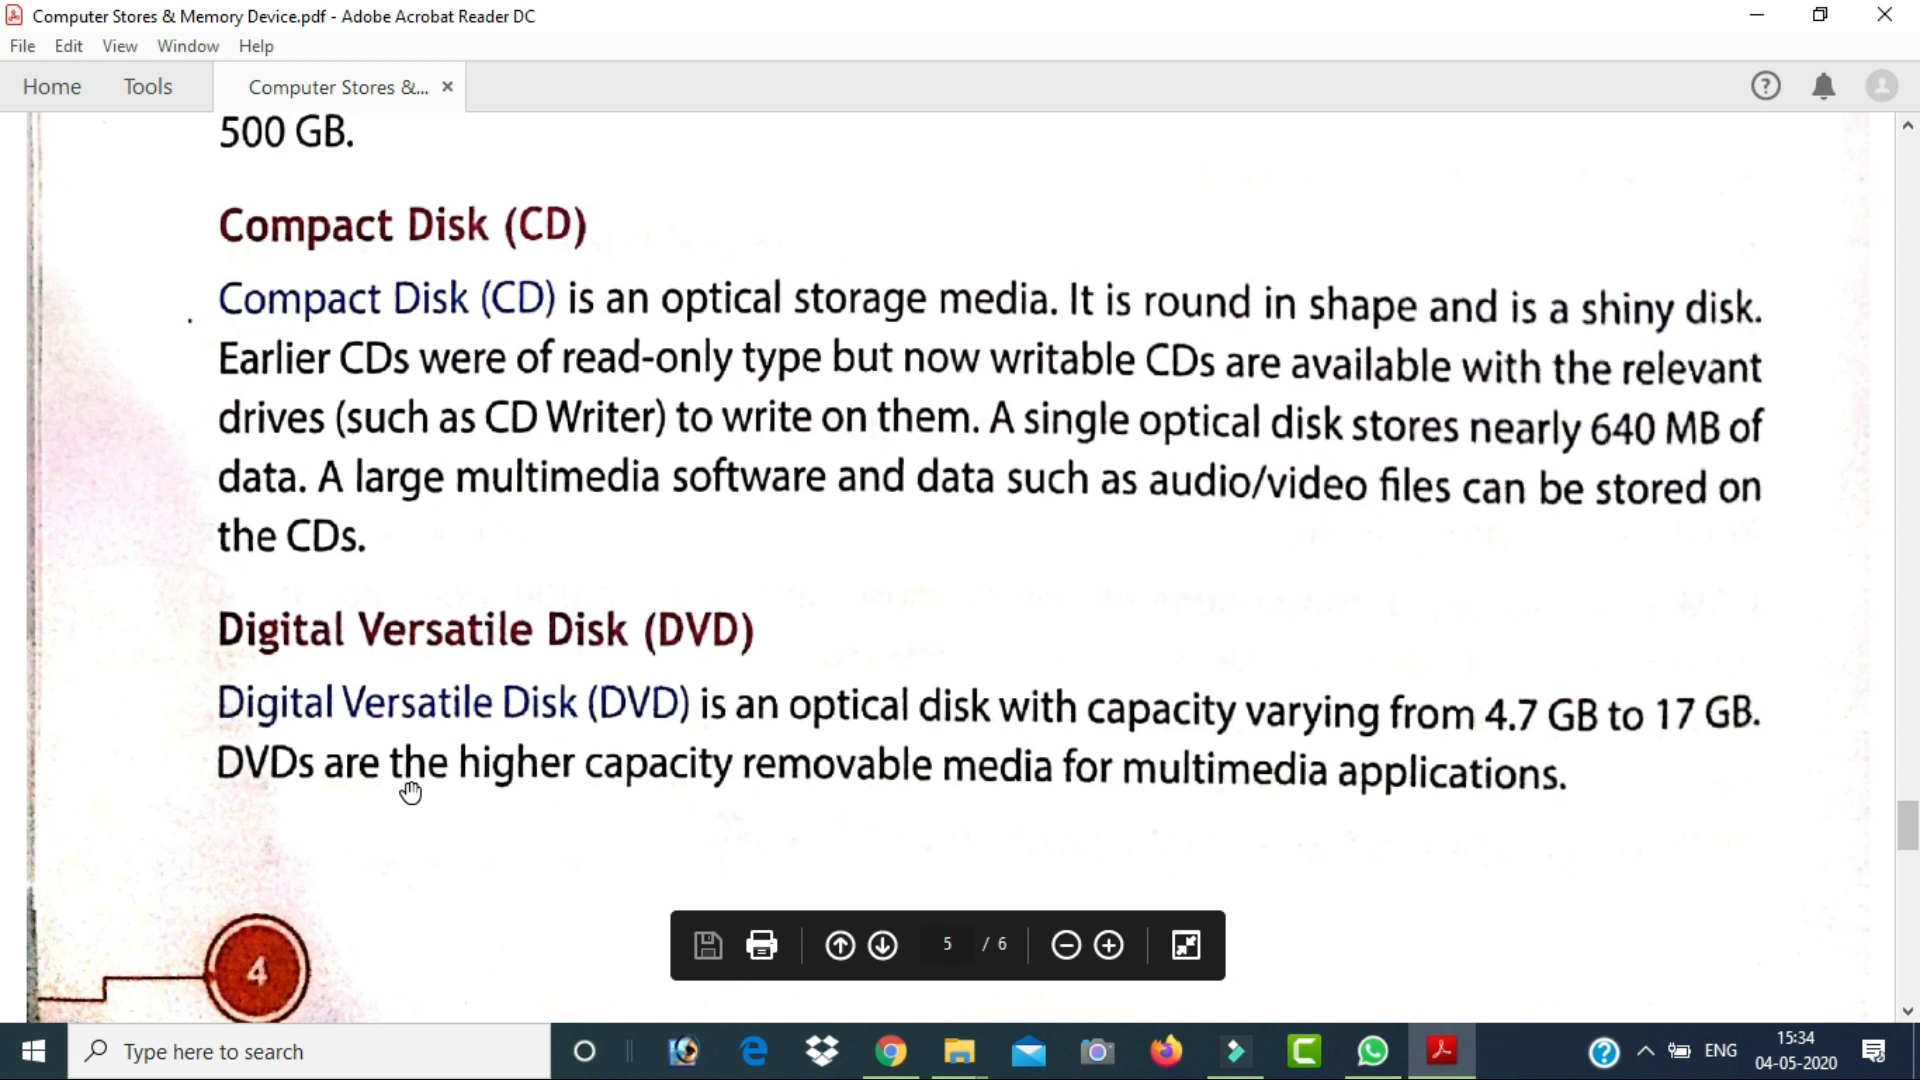 Computer Stores & Memory Device.pdf - Adobe Acrobat Reader DC
File Edit View Window Help
Home Tools Computer Stores &... ×
500 GB.
Compact Disk (CD)
Compact Disk (CD) is an optical storage media. It is round in shape and is a shiny disk.
Earlier CDs were of read-only type but now writable CDs are available with the relevant
drives (such as CD Writer) to write on them. A single optical disk stores nearly 640 MB of
data. A large multimedia software and data such as audio/video files can be stored on
the CDs.
Digital Versatile Disk (DVD)
Digital Versatile Disk (DVD) is an optical disk with capacity varying from 4.7 GB to 17 GB.
DVDs are the higher capacity removable media for multimedia applications.
4
5 / 6
Type here to search
ENG
15:34
04-05-2020